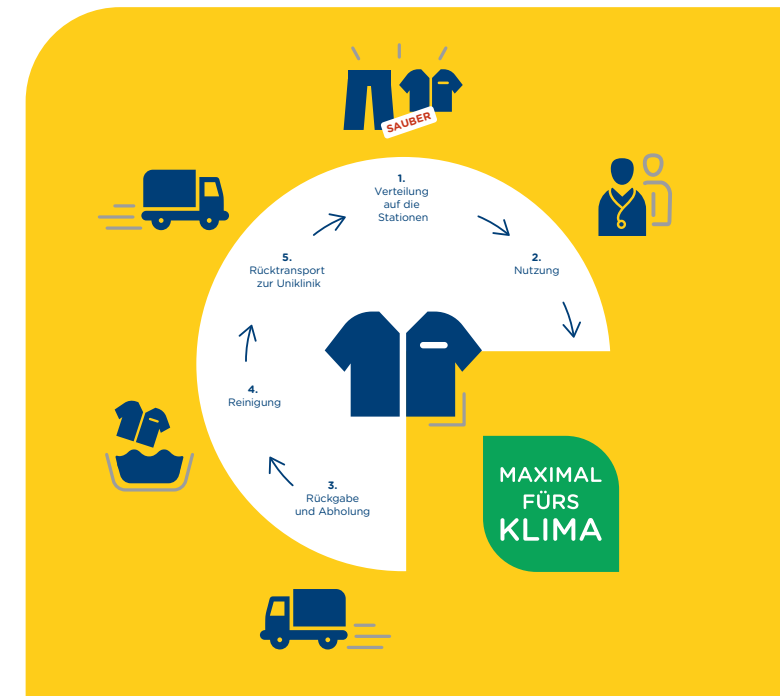 SAUBER
1.
Verteilung
auf die
Stationen
2.
Nutzung
5.
Rücktransport
zur Uniklinik
4.
Reinigung
3.
Rückgabe
und Abholung
MAXIMAL
FÜRS
KLIMA